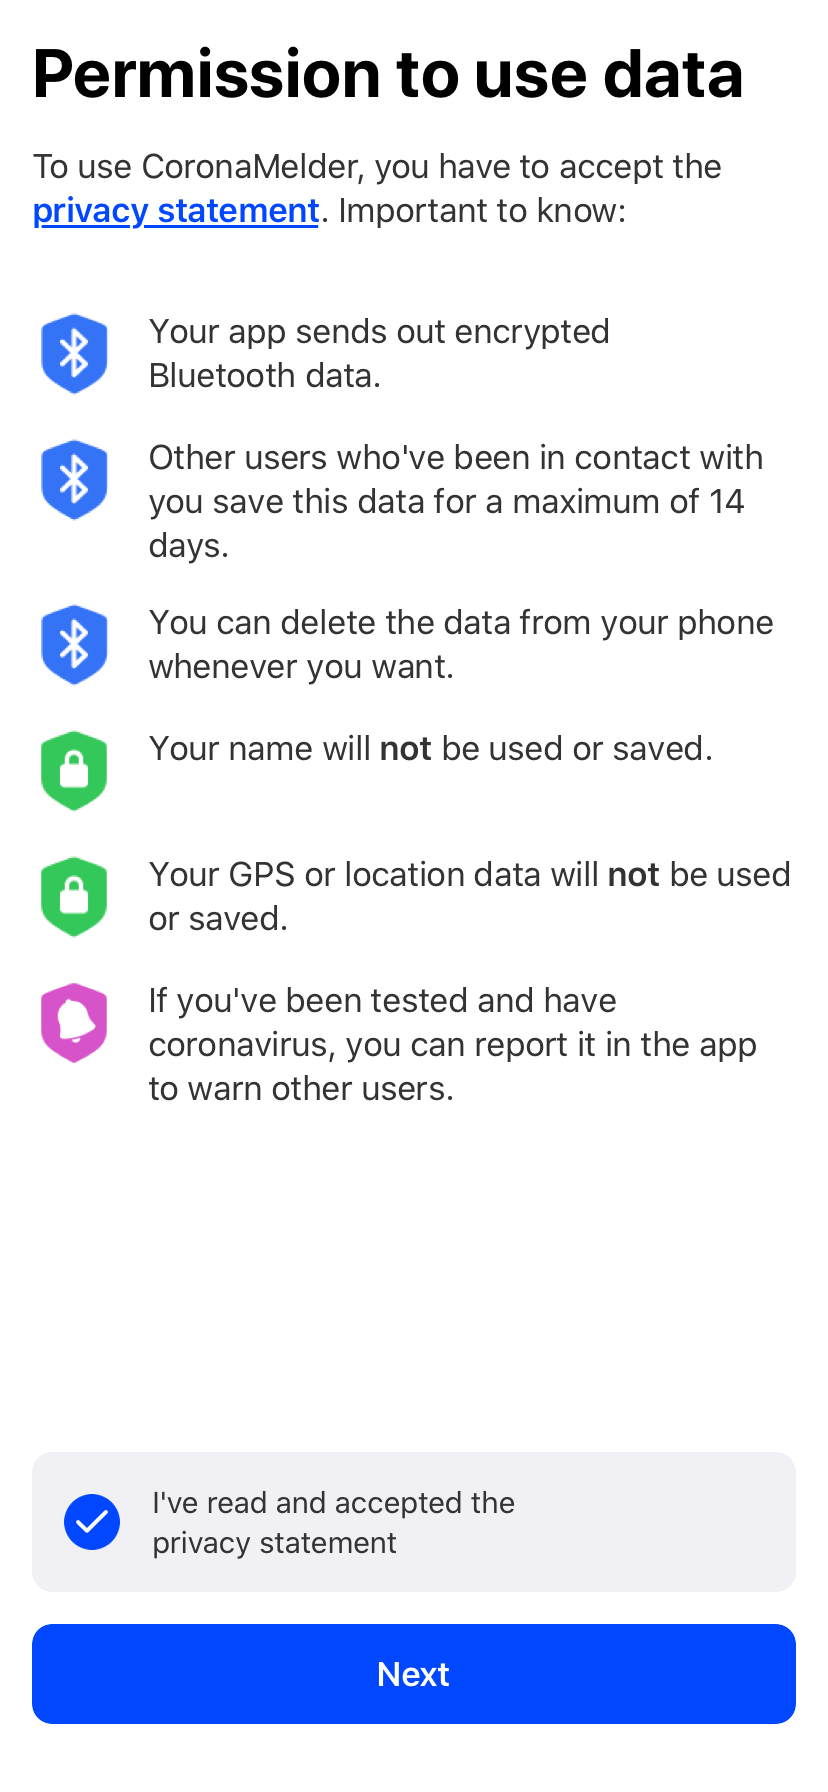 Permission to use data
To use CoronaMelder, you have to accept the
privacy statement. Important to know:
Your app sends out encrypted
Bluetooth data.
Other users who've been in contact with
you save this data for a maximum of 14
days.
You can delete the data from your phone
whenever you want.
Your name will not be used or saved.
Your GPS or location data will not be used
or saved.
If you've been tested and have
coronavirus, you can report it in the app
to warn other users.
I've read and accepted the
privacy statement
Next